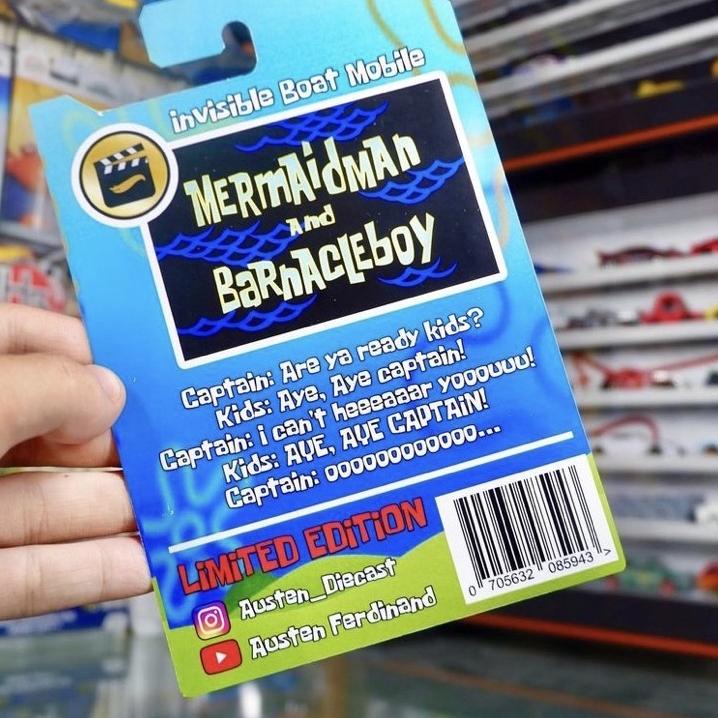 invisible Boat Mobile
MERmAidMAn
And
BaRnAcleboy
Captain: Are ya ready kids?
Kids: Aye, Aye captain!
Captain: i can't heeeaaar yooouuu!
Kids: AYE, AYE CAPTAIN!
Captain: oooooooooooo...
LiMiTED EDiTiON
Austen_Diecast
Austen Ferdinand
0 705632 085943 >